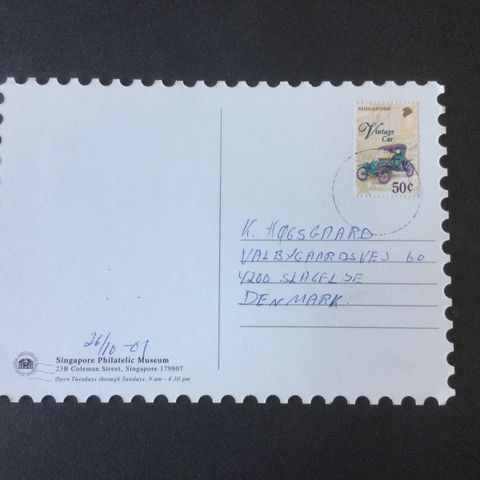 SINGAPORE
Vintage
Car
50¢
K. HØGSGAARD
VALBYGAARDSVEJ 60
4200 SLAGELSE
DENMARK.
26/10-01
Singapore Philatelic Museum
23B Coleman Street, Singapore 179807
Open Tuesdays through Sundays, 9 am - 4.30 pm